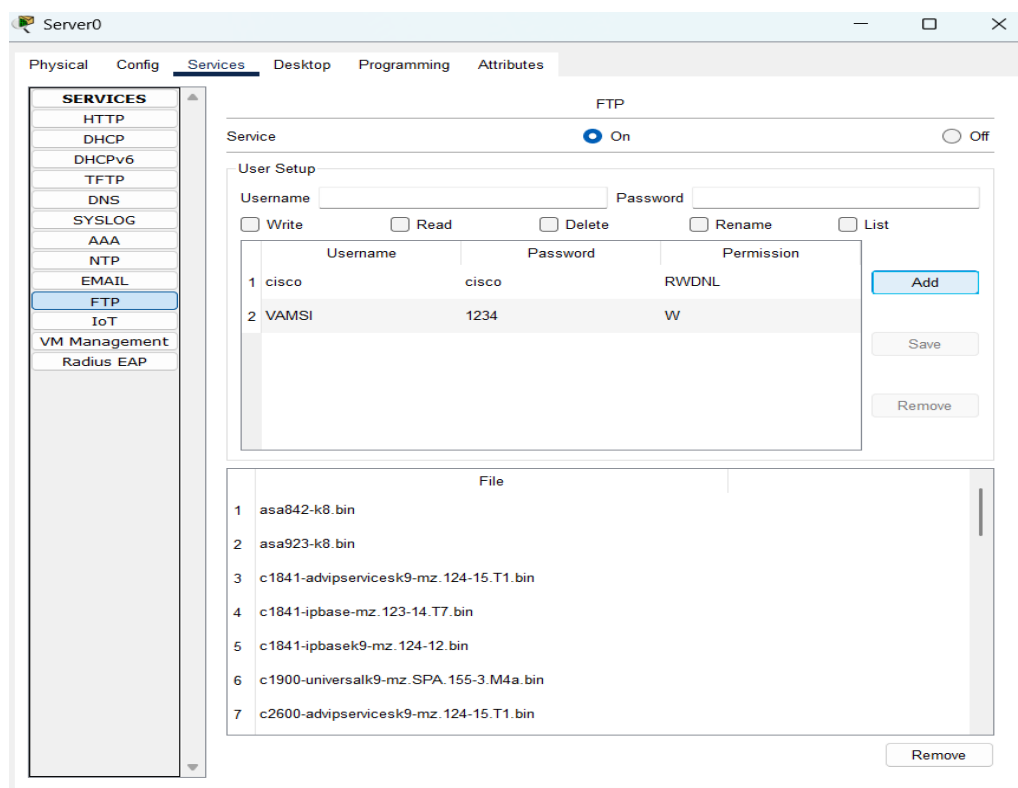 Server0
Physical Config Services Desktop Programming Attributes
SERVICES
HTTP
DHCP
DHCPv6
TFTP
DNS
SYSLOG
AAA
NTP
EMAIL
FTP
IoT
VM Management
Radius EAP
FTP
Service On Off
User Setup
Username Password
Write Read Delete Rename List
Username Password Permission
1 cisco cisco RWDNL
2 VAMSI 1234 W
Add
Save
Remove
File
1 asa842-k8.bin
2 asa923-k8.bin
3 c1841-advipservicesk9-mz.124-15.T1.bin
4 c1841-ipbase-mz.123-14.T7.bin
5 c1841-ipbasek9-mz.124-12.bin
6 c1900-universalk9-mz.SPA.155-3.M4a.bin
7 c2600-advipservicesk9-mz.124-15.T1.bin
Remove